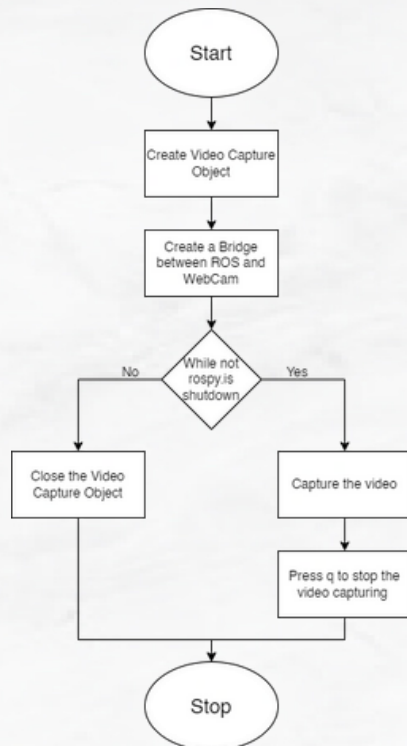 Start
Create Video Capture
Object
Create a Bridge
between ROS and
WebCam
While not
rospy.is
shutdown
No
Yes
Close the Video
Capture Object
Capture the video
Press q to stop the
video capturing
Stop